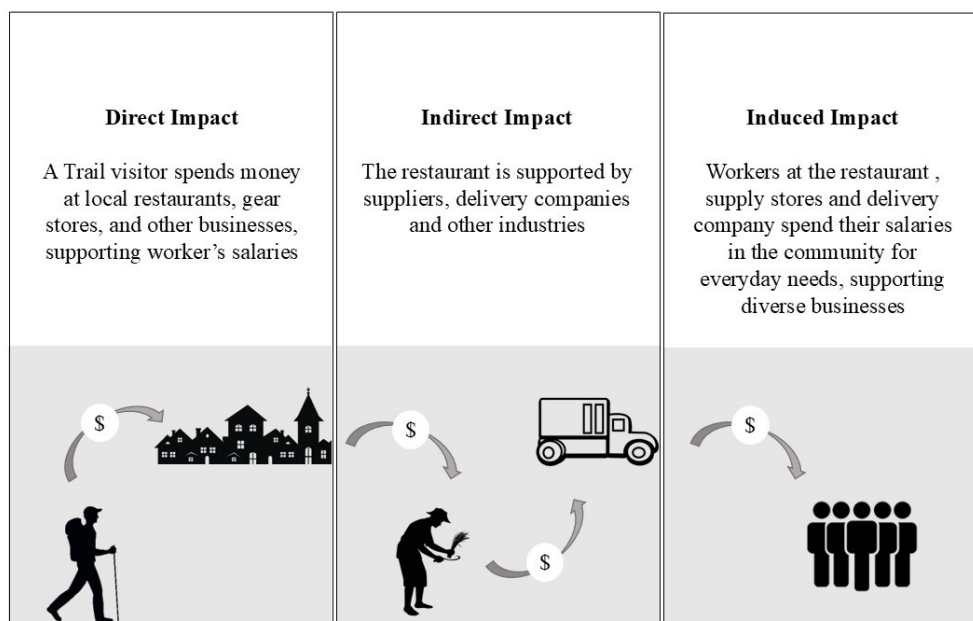 Direct Impact
A Trail visitor spends money
at local restaurants, gear
stores, and other businesses,
supporting worker’s salaries
$
Indirect Impact
The restaurant is supported by
suppliers, delivery companies
and other industries
$
$
Induced Impact
Workers at the restaurant ,
supply stores and delivery
company spend their salaries
in the community for
everyday needs, supporting
diverse businesses
$